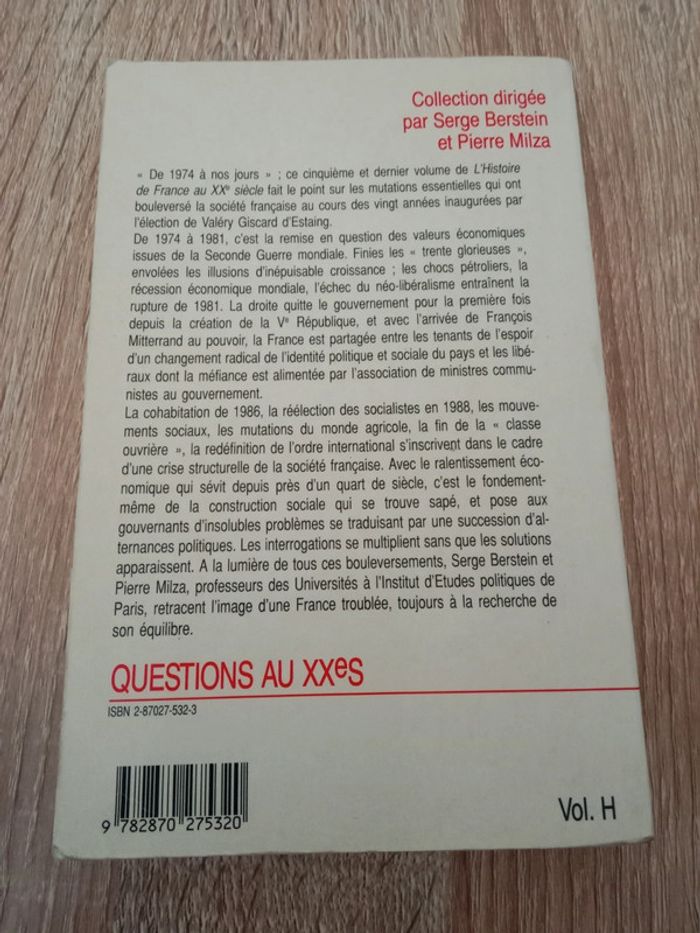 Collection dirigée
par Serge Berstein
et Pierre Milza
« De 1974 à nos jours » ; ce cinquième et dernier volume de L'Histoire
de France au XXe siècle fait le point sur les mutations essentielles qui ont
bouleversé la société française au cours des vingt années inaugurées par
l'élection de Valéry Giscard d'Estaing.
De 1974 à 1981, c'est la remise en question des valeurs économiques
issues de la Seconde Guerre mondiale. Finies les « trente glorieuses »,
envolées les illusions d'inépuisable croissance ; les chocs pétroliers, la
récession économique mondiale, l'échec du néo-libéralisme entraînent la
rupture de 1981. La droite quitte le gouvernement pour la première fois
depuis la création de la Ve République, et avec l'arrivée de François
Mitterrand au pouvoir, la France est partagée entre les tenants de l'espoir
d'un changement radical de l'identité politique et sociale du pays et les libé-
raux dont la méfiance est alimentée par l'association de ministres commu-
nistes au gouvernement.
La cohabitation de 1986, la réélection des socialistes en 1988, les mouve-
ments sociaux, les mutations du monde agricole, la fin de la « classe
ouvrière », la redéfinition de l'ordre international s'inscrivent dans le cadre
d'une crise structurelle de la société française. Avec le ralentissement éco-
nomique qui sévit depuis près d'un quart de siècle, c'est le fondement-
même de la construction sociale qui se trouve sapé, et pose aux
gouvernants d'insolubles problèmes se traduisant par une succession d'al-
ternances politiques. Les interrogations se multiplient sans que les solutions
apparaissent. A la lumière de tous ces bouleversements, Serge Berstein et
Pierre Milza, professeurs des Universités à l'Institut d'Etudes politiques de
Paris, retracent l'image d'une France troublée, toujours à la recherche de
son équilibre.
QUESTIONS AU XXeS
ISBN 2-87027-532-3
9 782870 275320
Vol. H